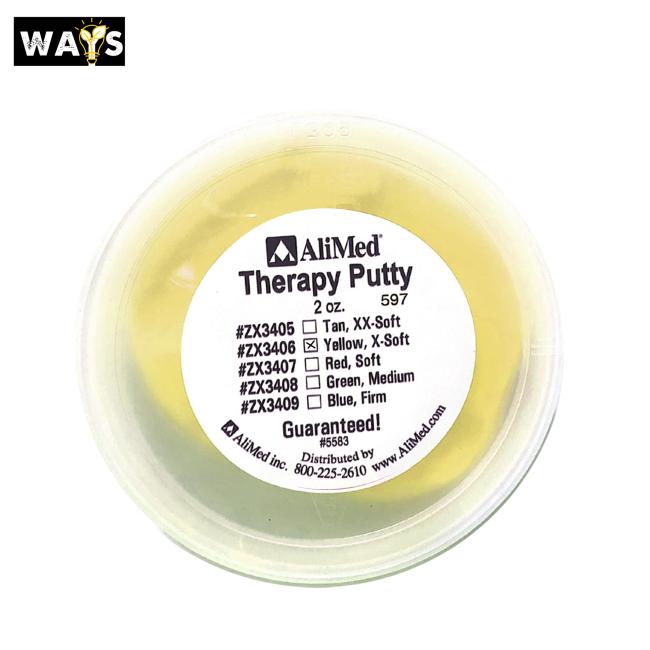 WAYS
205
AliMed®
Therapy Putty
2 oz. 597
#ZX3405 ☐ Tan, XX-Soft
#ZX3406 ☒ Yellow, X-Soft
#ZX3407 ☐ Red, Soft
#ZX3408 ☐ Green, Medium
#ZX3409 ☐ Blue, Firm
Guaranteed!
#5583
Distributed by
AliMed inc. 800-225-2610 www.AliMed.com